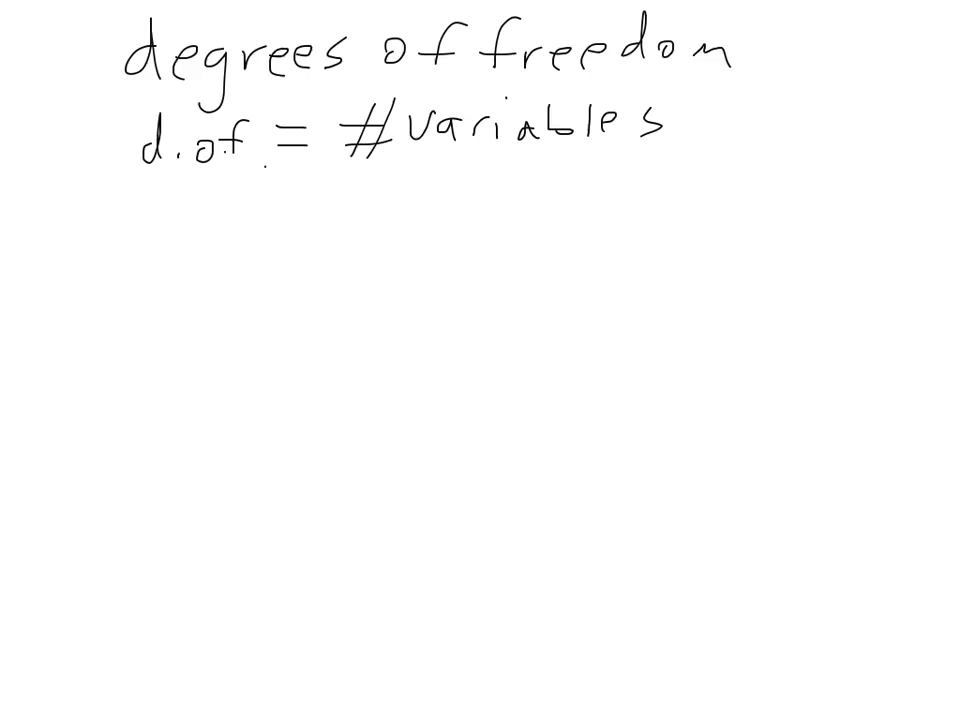 degrees of freedom
d.o.f. = #variables